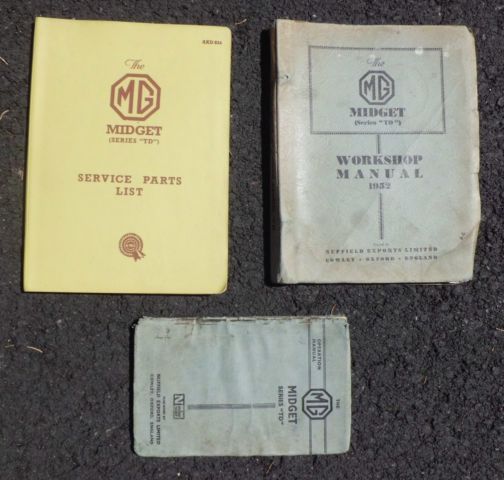 AKD 834
The
MG
MIDGET
(SERIES "TD")
SERVICE PARTS
LIST
The
MG
MIDGET
(Series "TD")
WORKSHOP
MANUAL
1952
NUFFIELD EXPORTS LIMITED
COWLEY • OXFORD • ENGLAND
THE
MG
MIDGET
SERIES "TD"
OPERATION
MANUAL
N
NUFFIELD EXPORTS LIMITED
COWLEY, OXFORD, ENGLAND